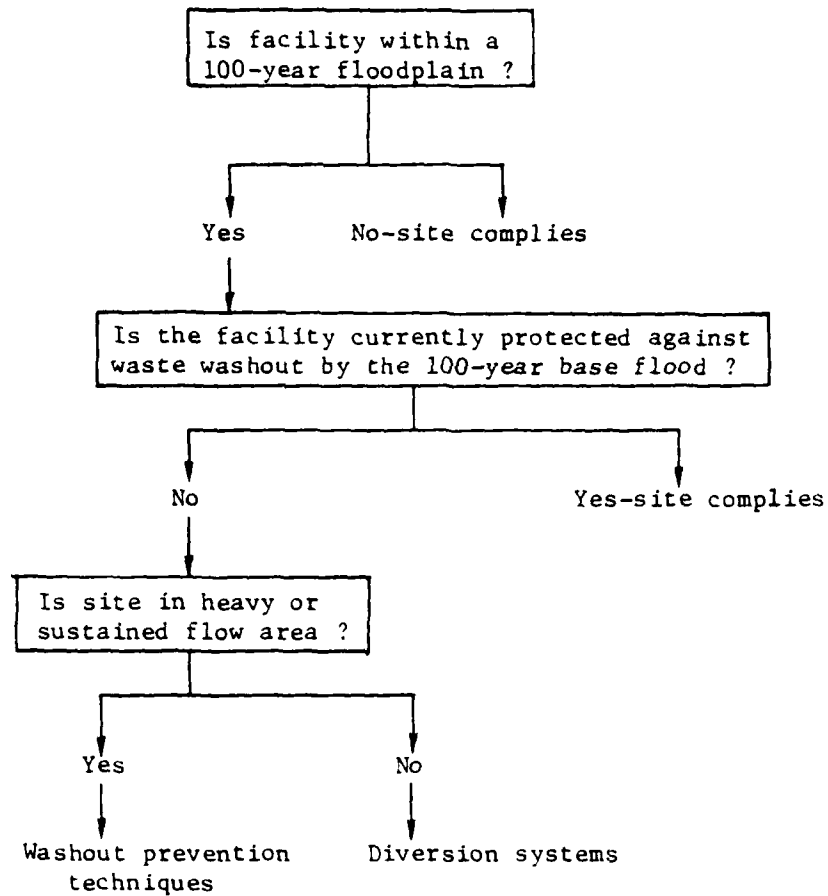 Is facility within a
100-year floodplain ?
Yes
No-site complies
Is the facility currently protected against
waste washout by the 100-year base flood ?
No
Yes-site complies
Is site in heavy or
sustained flow area ?
Yes
No
Washout prevention
techniques
Diversion systems